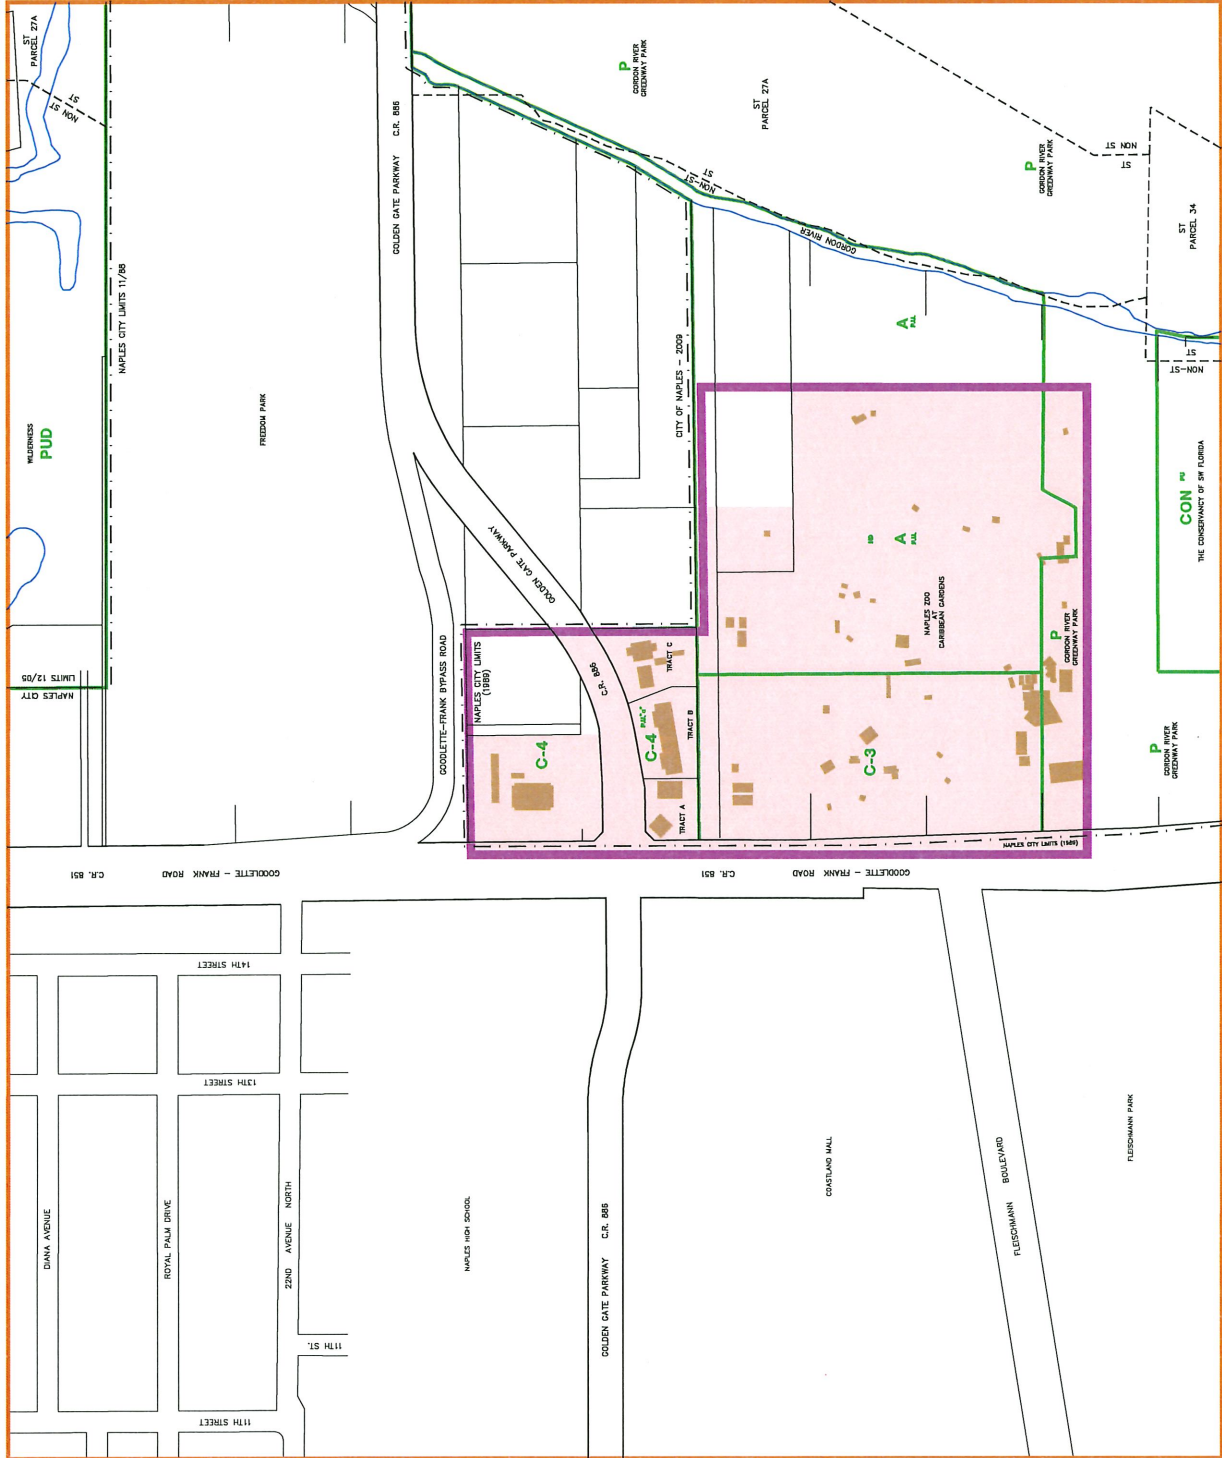 ST
PARCEL 27A
NON ST
ST
WILDERNESS
PUD
NAPLES CITY LIMITS 11/88
NAPLES CITY
LIMITS 12/05
FREEDOM PARK
GOLDEN GATE PARKWAY C.R. 886
P
GORDON RIVER
GREENWAY PARK
ST
PARCEL 27A
NON-ST
ST
GORDON RIVER
P
GORDON RIVER
GREENWAY PARK
NON ST
ST
ST
PARCEL 34
NON-ST
ST
CITY OF NAPLES - 2009
A
GOLDEN GATE PARKWAY
C.R. 886
GOODLETTE-FRANK BYPASS ROAD
NAPLES CITY LIMITS
(1989)
C-4
C-4
TRACT C
TRACT B
TRACT A
A
NAPLES ZOO
AT
CARIBBEAN GARDENS
C-3
P
GORDON RIVER
GREENWAY PARK
CON PU
THE CONSERVANCY OF SW FLORIDA
P
GORDON RIVER
GREENWAY PARK
NAPLES CITY LIMITS (1989)
GOODLETTE - FRANK ROAD C.R. 851
GOODLETTE - FRANK ROAD C.R. 851
14TH STREET
13TH STREET
11TH ST.
11TH STREET
DIANA AVENUE
ROYAL PALM DRIVE
22ND AVENUE NORTH
NAPLES HIGH SCHOOL
GOLDEN GATE PARKWAY C.R. 886
COASTLAND MALL
FLEISCHMANN BOULEVARD
FLEISCHMANN PARK